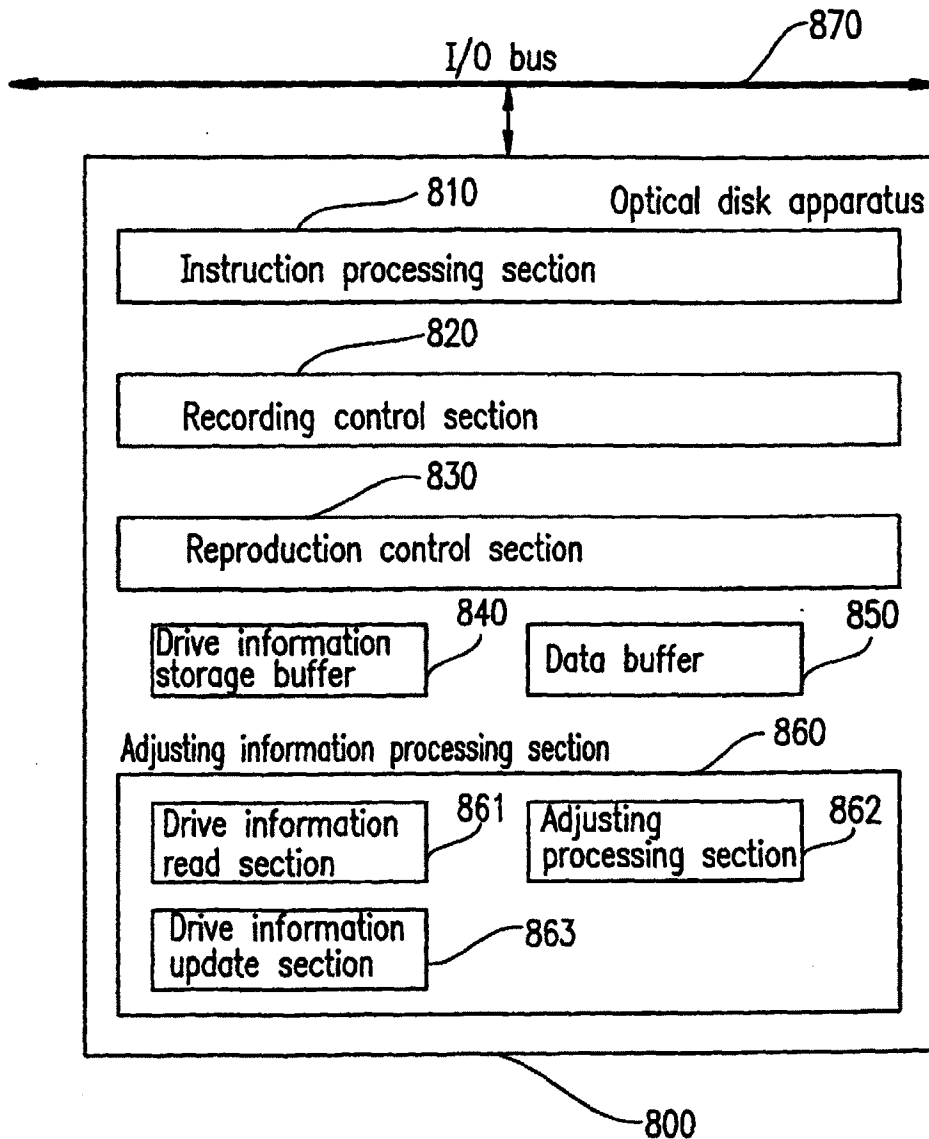 870
I/O bus
Optical disk apparatus
810
Instruction processing section
820
Recording control section
830
Reproduction control section
840
Drive information
storage buffer
850
Data buffer
Adjusting information processing section
860
Drive information
read section
861
Adjusting
processing section
862
Drive information
update section
863
800